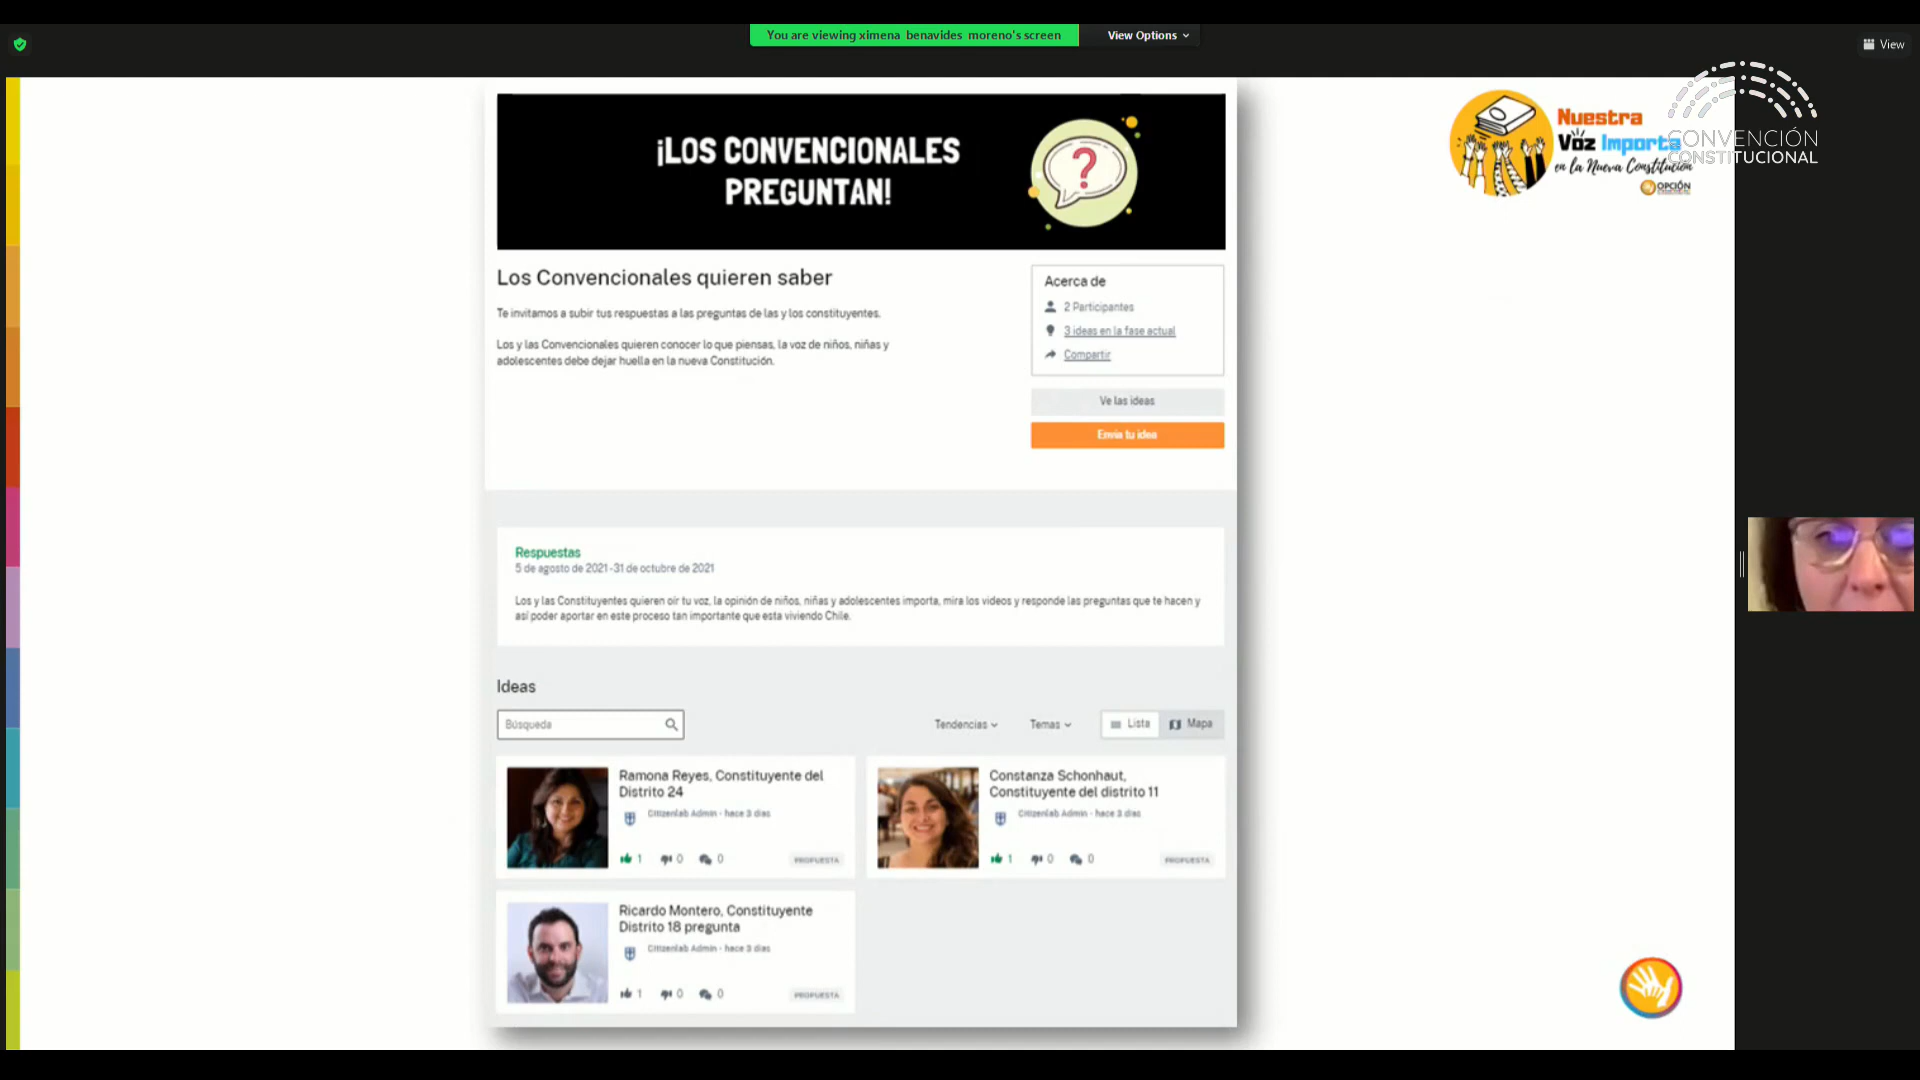 You are viewing ximena benavides moreno's screen
View Options
View
¡LOS CONVENCIONALES
PREGUNTAN!
Nuestra
Voz Importa
en la Nueva Constitución
OPCIÓN
CONVENCIÓN
CONSTITUCIONAL
Los Convencionales quieren saber
Te invitamos a subir tus respuestas a las preguntas de las y los constituyentes.
Los y las Convencionales quieren conocer lo que piensas, la voz de niños, niñas y
adolescentes debe dejar huella en la nueva Constitución.
Acerca de
2 Participantes
3 ideas en la fase actual
Compartir
Ve las ideas
Envía tu idea
Respuestas
5 de agosto de 2021 - 31 de octubre de 2021
Los y las Constituyentes quieren oír tu voz, la opinión de niños, niñas y adolescentes importa, mira los videos y responde las preguntas que te hacen y
así poder aportar en este proceso tan importante que esta viviendo Chile.
Ideas
Búsqueda
Tendencias
Temas
Lista
Mapa
Ramona Reyes, Constituyente del
Distrito 24
Citizenlab Admin - hace 3 días
1 0 0
PROPUESTA
Constanza Schonhaut,
Constituyente del distrito 11
Citizenlab Admin - hace 3 días
1 0 0
PROPUESTA
Ricardo Montero, Constituyente
Distrito 18 pregunta
Citizenlab Admin - hace 3 días
1 0 0
PROPUESTA